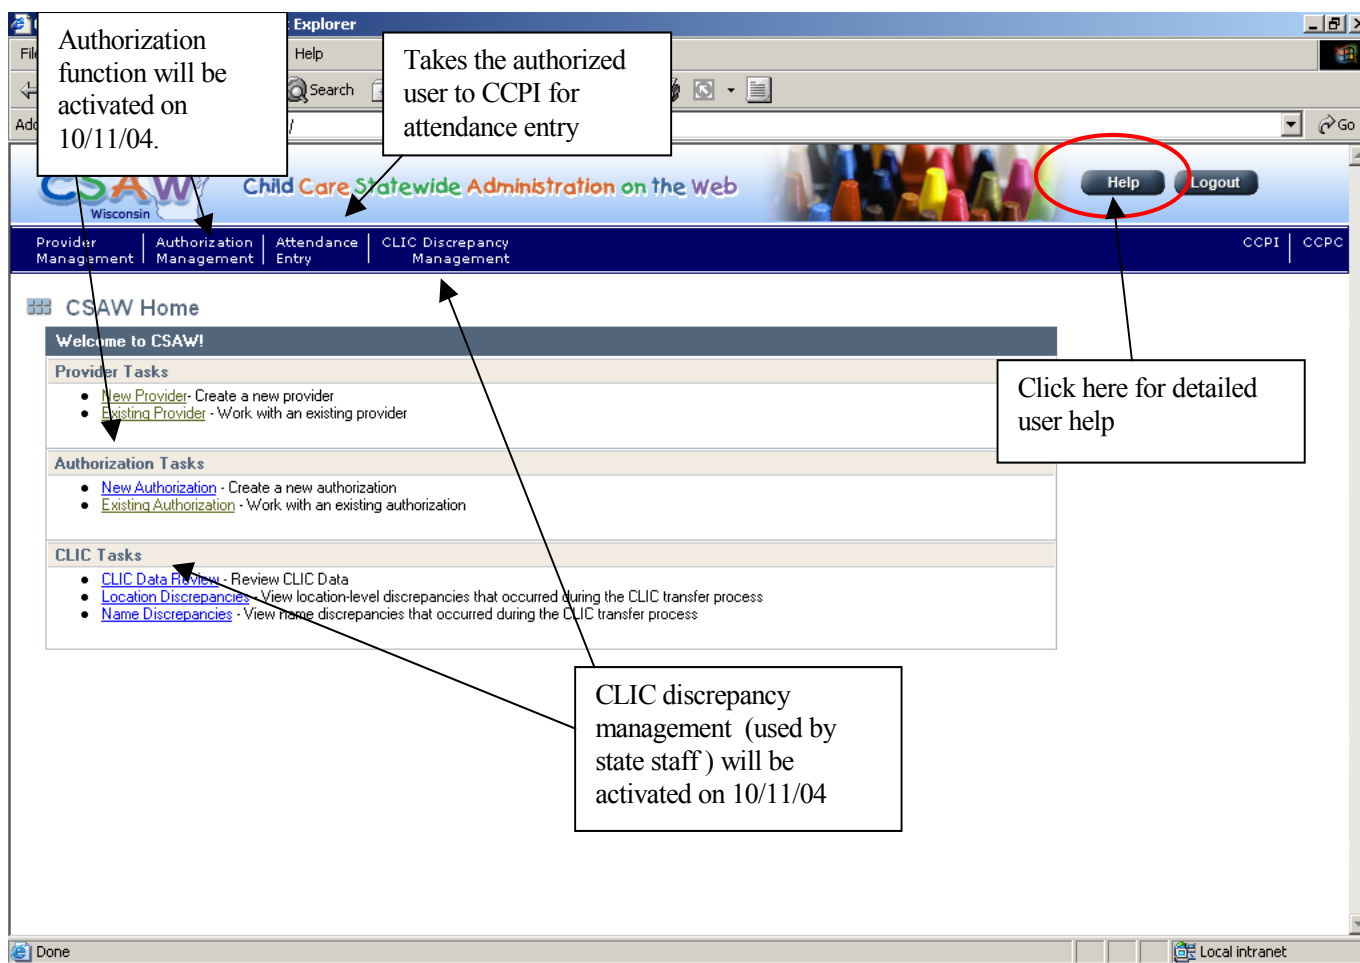 Explorer
Authorization
function will be
activated on
10/11/04.
Takes the authorized
user to CCPI for
attendance entry
Help
Search
Go
CSAW
Wisconsin
Child Care Statewide Administration on the Web
Help
Logout
Provider Management
Authorization Management
Attendance Entry
CLIC Discrepancy Management
CCPI
CCPC
CSAW Home
Welcome to CSAW!
Provider Tasks
New Provider- Create a new provider
Existing Provider - Work with an existing provider
Click here for detailed
user help
Authorization Tasks
New Authorization - Create a new authorization
Existing Authorization - Work with an existing authorization
CLIC Tasks
CLIC Data Review - Review CLIC Data
Location Discrepancies - View location-level discrepancies that occurred during the CLIC transfer process
Name Discrepancies - View name discrepancies that occurred during the CLIC transfer process
CLIC discrepancy
management (used by
state staff ) will be
activated on 10/11/04
Done
Local intranet